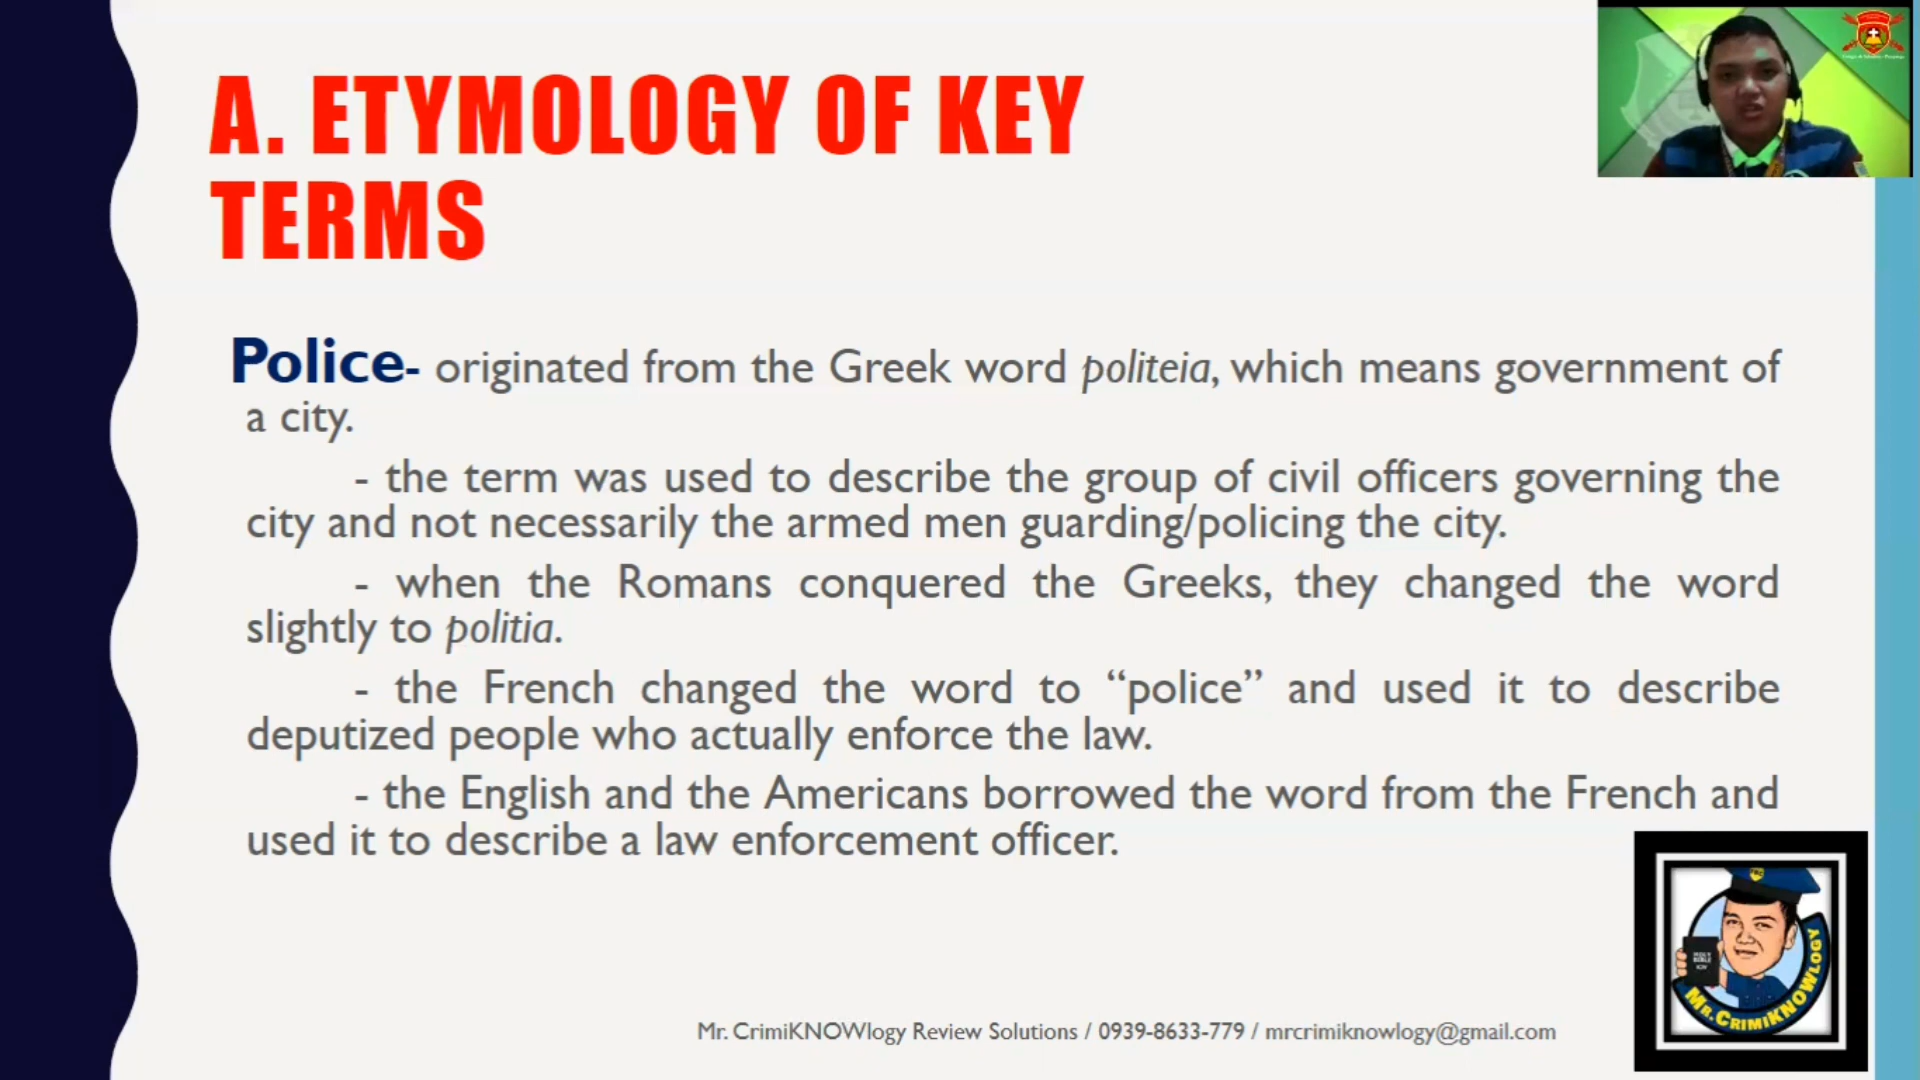 A. ETYMOLOGY OF KEY
TERMS
Police- originated from the Greek word politeia, which means government of
a city.
- the term was used to describe the group of civil officers governing the
city and not necessarily the armed men guarding/policing the city.
- when the Romans conquered the Greeks, they changed the word
slightly to politia.
- the French changed the word to “police” and used it to describe
deputized people who actually enforce the law.
- the English and the Americans borrowed the word from the French and
used it to describe a law enforcement officer.
HOLY
BIBLE
KJV
MR. CRIMIKNOWLOGY
Mr. CrimiKNOWlogy Review Solutions / 0939-8633-779 / mrcrimiknowlogy@gmail.com